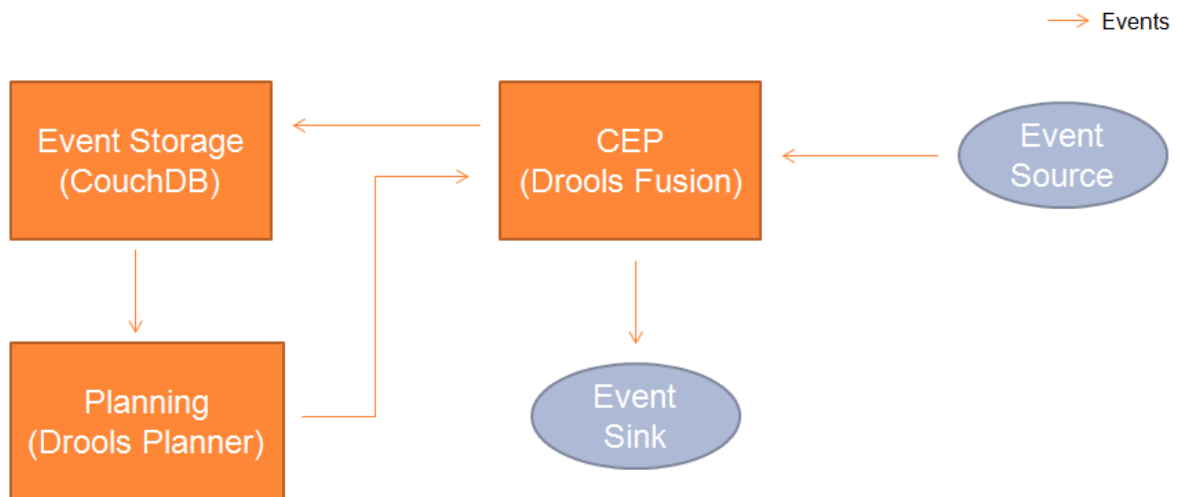 Events
Event Storage
(CouchDB)
CEP
(Drools Fusion)
Event
Source
Planning
(Drools Planner)
Event
Sink